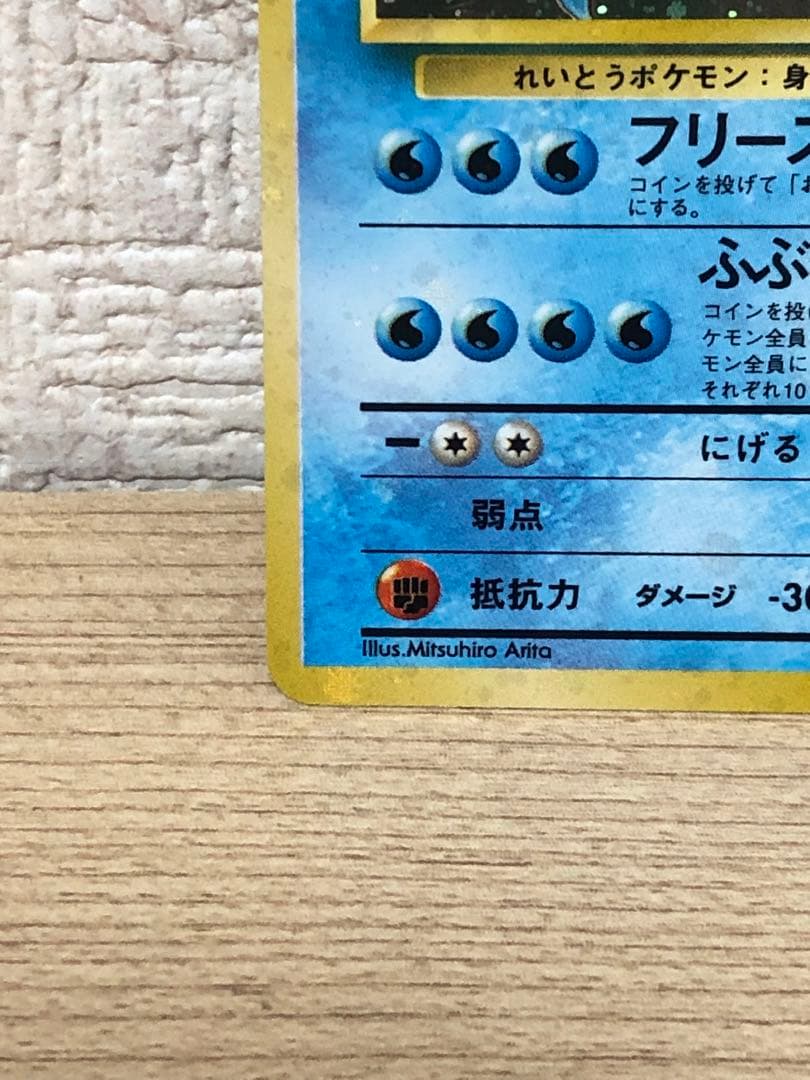 れいとうポケモン：身
フリーズ
コインを投げて「お
にする。
ふぶ
コインを投げ
ケモン全員
モン全員に
それぞれ10
にげる
弱点
抵抗力 ダメージ -30
Illus.Mitsuhiro Arita